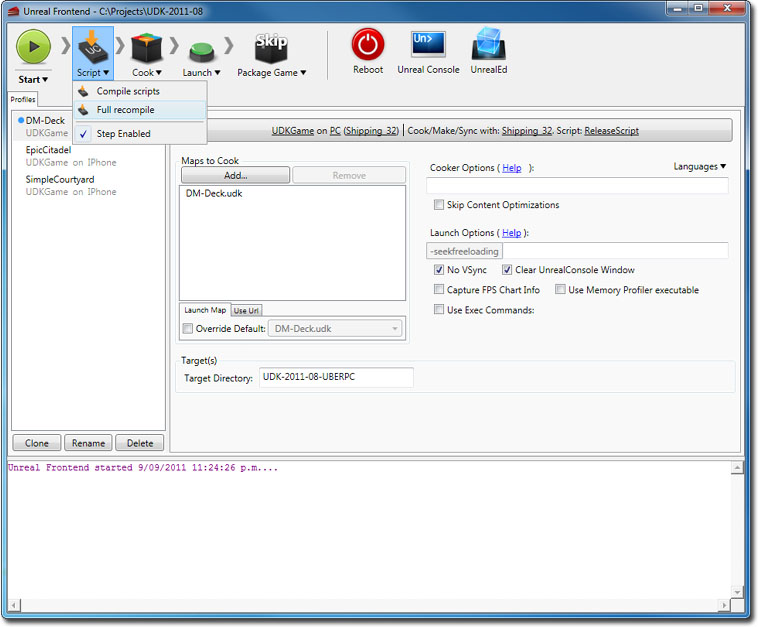 Unreal Frontend - C:\Projects\UDK-2011-08
Start
Script
Cook
Launch
Skip
Package Game
Un>
Reboot
Unreal Console
UnrealEd
UC
Compile scripts
Full recompile
Step Enabled
Profiles
DM-Deck
UDKGame
EpicCitadel
UDKGame on IPhone
SimpleCourtyard
UDKGame on IPhone
Clone
Rename
Delete
UDKGame on PC (Shipping_32) | Cook/Make/Sync with: Shipping_32. Script: ReleaseScript
Maps to Cook
Add...
Remove
DM-Deck.udk
Launch Map
Use Url
Override Default:
DM-Deck.udk
Cooker Options ( Help ):
Languages
Skip Content Optimizations
Launch Options ( Help ):
-seekfreeloading
No VSync
Clear UnrealConsole Window
Capture FPS Chart Info
Use Memory Profiler executable
Use Exec Commands:
Target(s)
Target Directory:
UDK-2011-08-UBERPC
Unreal Frontend started 9/09/2011 11:24:26 p.m....